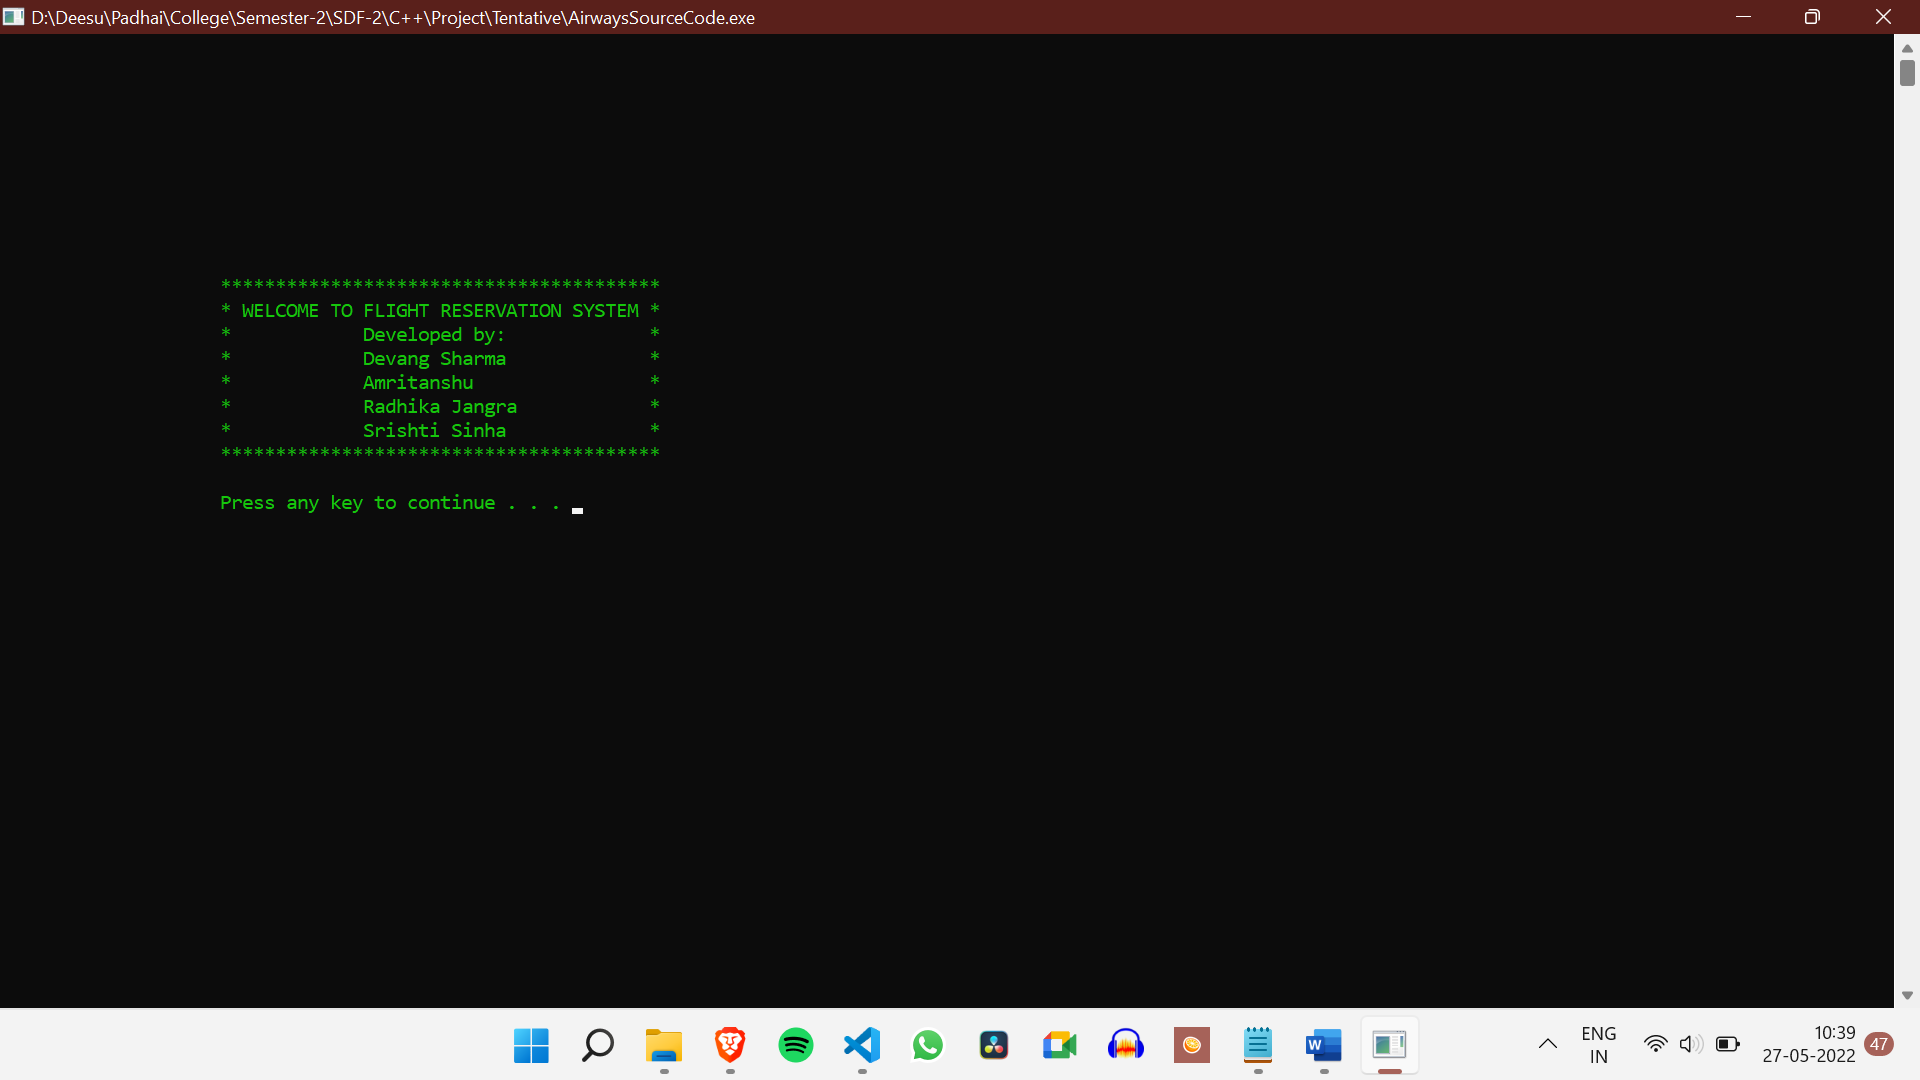 D:\Deesu\Padhai\College\Semester-2\SDF-2\C++\Project\Tentative\AirwaysSourceCode.exe
****************************************
* WELCOME TO FLIGHT RESERVATION SYSTEM *
*            Developed by:             *
*            Devang Sharma             *
*            Amritanshu                *
*            Radhika Jangra            *
*            Srishti Sinha             *
****************************************
Press any key to continue . . .
W
ENG
IN
10:39
27-05-2022
47